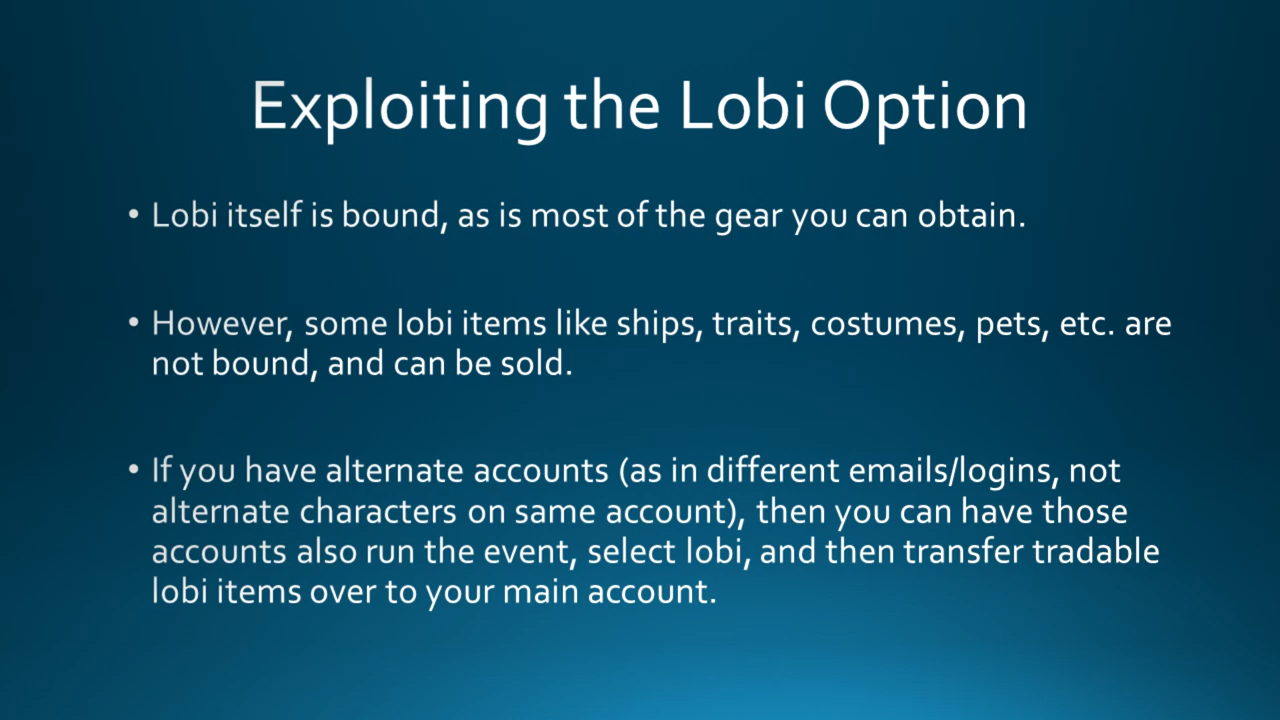 Exploiting the Lobi Option
• Lobi itself is bound, as is most of the gear you can obtain.
• However, some lobi items like ships, traits, costumes, pets, etc. are
not bound, and can be sold.
• If you have alternate accounts (as in different emails/logins, not
alternate characters on same account), then you can have those
accounts also run the event, select lobi, and then transfer tradable
lobi items over to your main account.